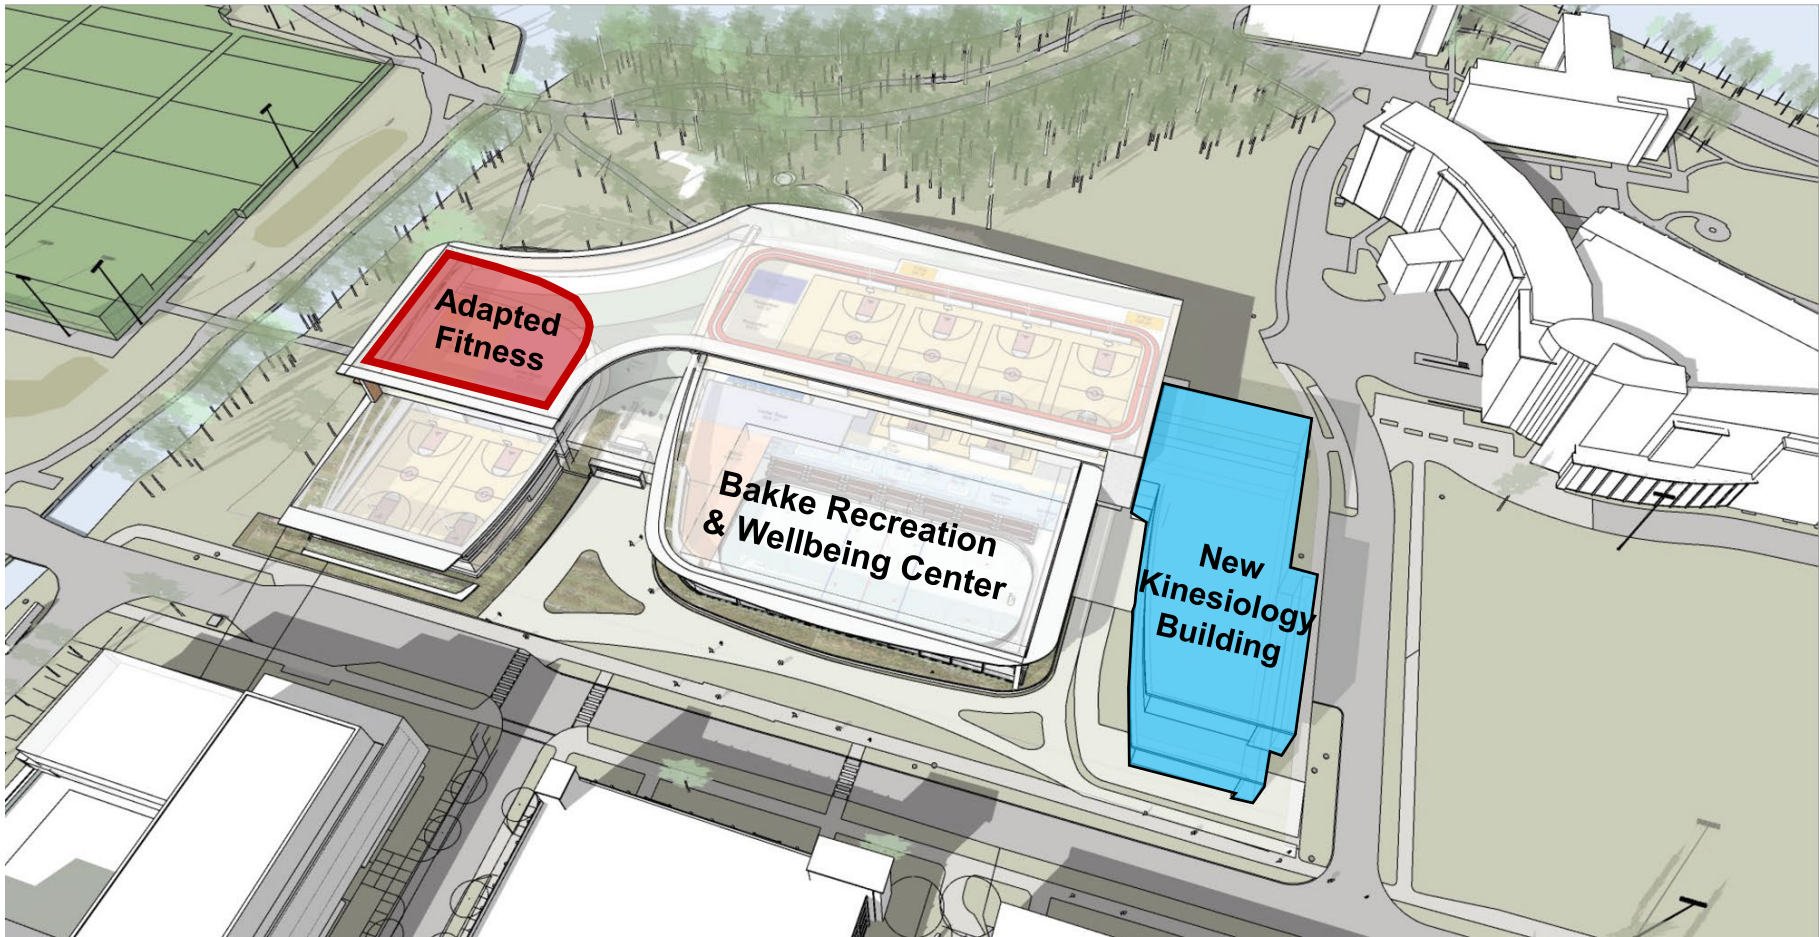 Adapted
Fitness
Bakke Recreation
& Wellbeing Center
New
Kinesiology
Building